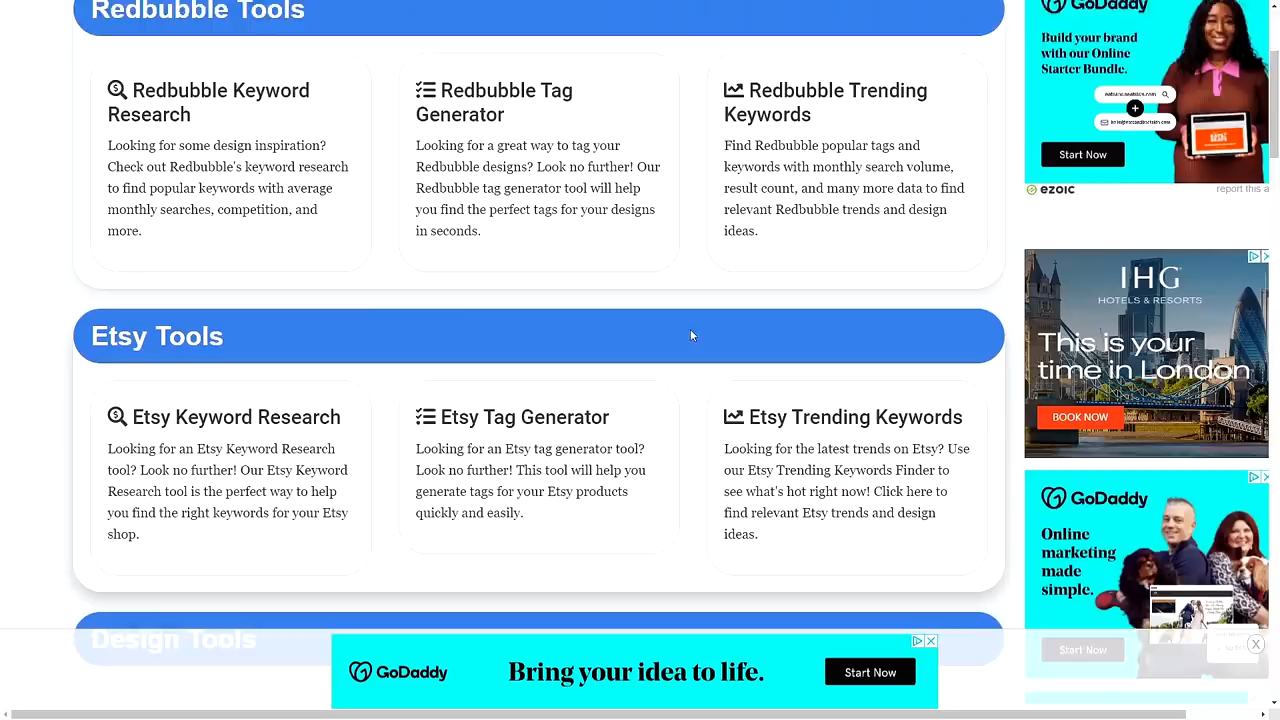 Redbubble Tools
Redbubble Keyword
Research
Looking for some design inspiration?
Check out Redbubble's keyword research
to find popular keywords with average
monthly searches, competition, and
more.
Redbubble Tag
Generator
Looking for a great way to tag your
Redbubble designs? Look no further! Our
Redbubble tag generator tool will help
you find the perfect tags for your designs
in seconds.
Redbubble Trending
Keywords
Find Redbubble popular tags and
keywords with monthly search volume,
result count, and many more data to find
relevant Redbubble trends and design
ideas.
Etsy Tools
Etsy Keyword Research
Looking for an Etsy Keyword Research
tool? Look no further! Our Etsy Keyword
Research tool is the perfect way to help
you find the right keywords for your Etsy
shop.
Etsy Tag Generator
Looking for an Etsy tag generator tool?
Look no further! This tool will help you
generate tags for your Etsy products
quickly and easily.
Etsy Trending Keywords
Looking for the latest trends on Etsy? Use
our Etsy Trending Keywords Finder to
see what's hot right now! Click here to
find relevant Etsy trends and design
ideas.
Design Tools
GoDaddy
Bring your idea to life.
Start Now
GoDaddy
Build your brand
with our Online
Starter Bundle.
Start Now
ezoic
report this a
IHG
HOTELS & RESORTS
This is your
time in London
BOOK NOW
GoDaddy
Online
marketing
made
simple.
Start Now
X